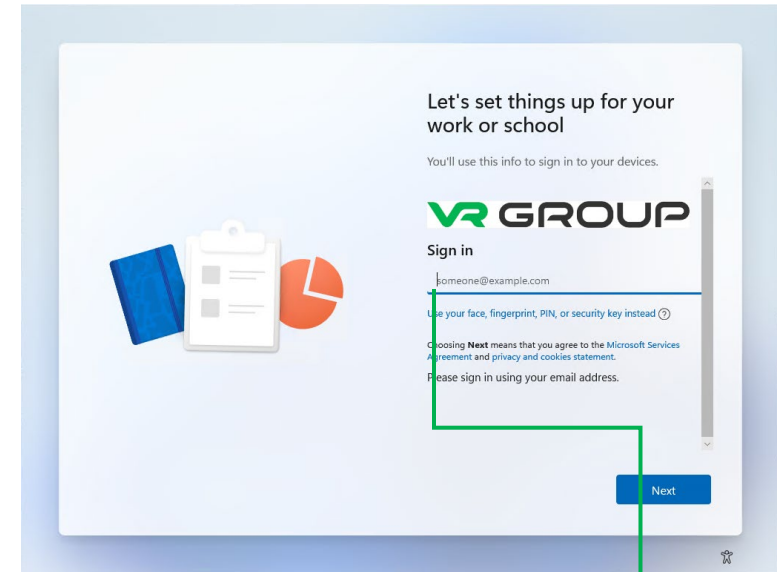 Let's set things up for your
work or school
You'll use this info to sign in to your devices.
VR GROUP
Sign in
someone@example.com
Use your face, fingerprint, PIN, or security key instead
Choosing Next means that you agree to the Microsoft Services
Agreement and privacy and cookies statement.
Please sign in using your email address.
Next